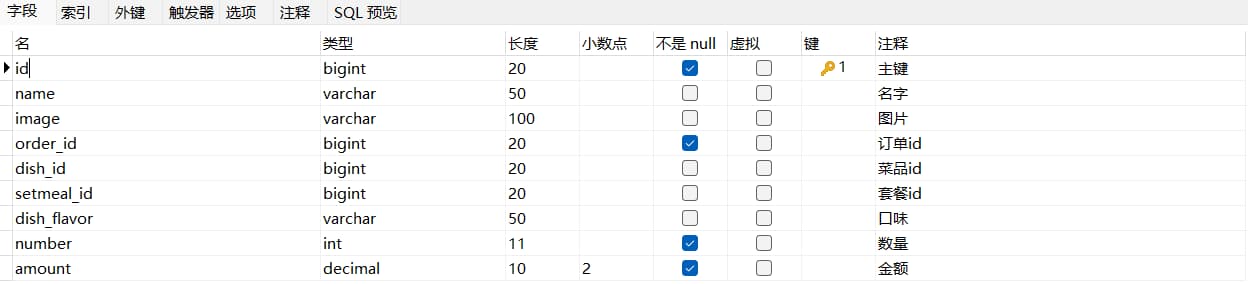 字段 索引 外键 触发器 选项 注释 SQL 预览
名 类型 长度 小数点 不是 null 虚拟 键 注释
id bigint 20 1 主键
name varchar 50 名字
image varchar 100 图片
order_id bigint 20 订单id
dish_id bigint 20 菜品id
setmeal_id bigint 20 套餐id
dish_flavor varchar 50 口味
number int 11 数量
amount decimal 10 2 金额